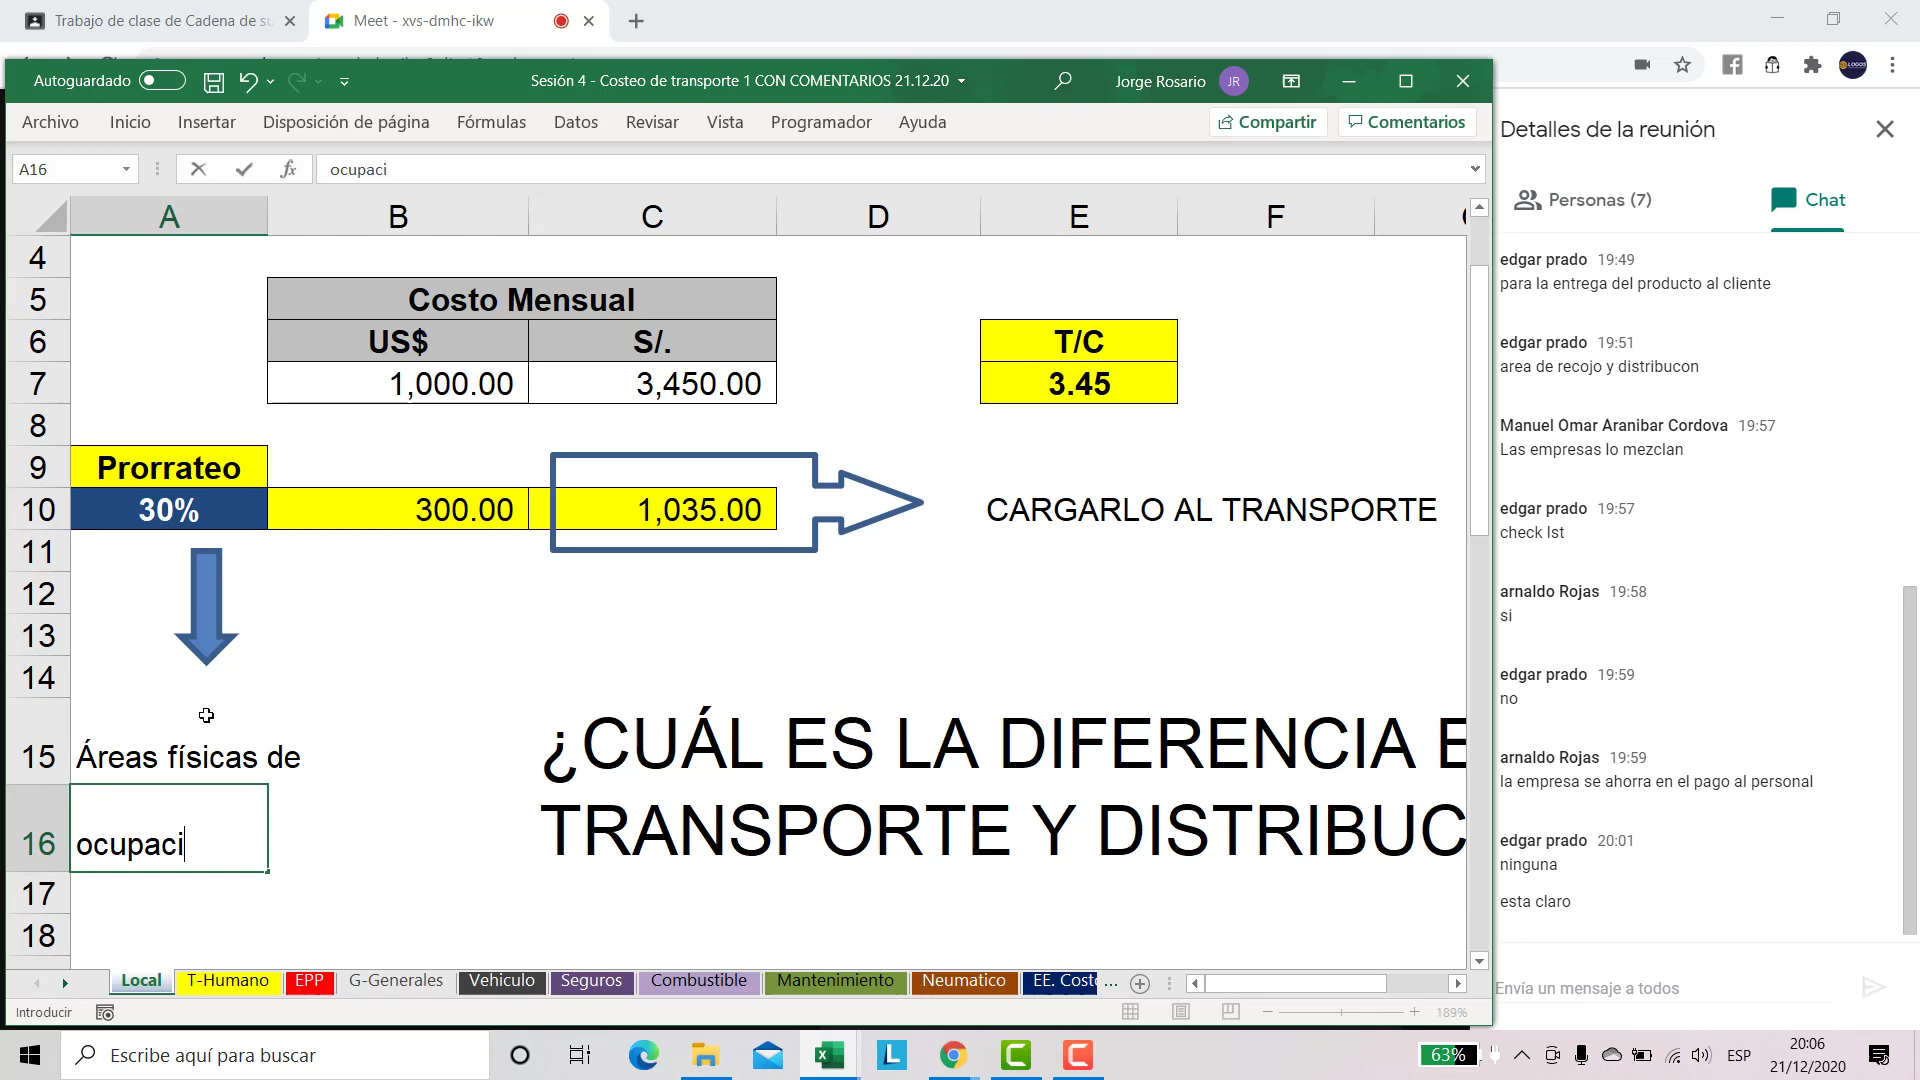 Trabajo de clase de Cadena de su
Meet - xvs-dmhc-ikw
Autoguardado
Sesión 4 - Costeo de transporte 1 CON COMENTARIOS 21.12.20
Jorge Rosario
JR
Archivo
Inicio
Insertar
Disposición de página
Fórmulas
Datos
Revisar
Vista
Programador
Ayuda
Compartir
Comentarios
A16
fx
ocupaci
A B C D E F
4
5 Costo Mensual
6 US$ S/. T/C
7 1,000.00 3,450.00 3.45
8
9 Prorrateo
10 30% 300.00 1,035.00 CARGARLO AL TRANSPORTE
11
12
13
14
15 Áreas físicas de ¿CUÁL ES LA DIFERENCIA E
16 ocupaci TRANSPORTE Y DISTRIBUC
17
18
Local T-Humano EPP G-Generales Vehiculo Seguros Combustible Mantenimiento Neumatico EE. Costo ...
Introducir
189%
Detalles de la reunión
Personas (7)
Chat
edgar prado 19:49
para la entrega del producto al cliente
edgar prado 19:51
area de recojo y distribucon
Manuel Omar Aranibar Cordova 19:57
Las empresas lo mezclan
edgar prado 19:57
check lst
arnaldo Rojas 19:58
si
edgar prado 19:59
no
arnaldo Rojas 19:59
la empresa se ahorra en el pago al personal
edgar prado 20:01
ninguna
esta claro
Envía un mensaje a todos
Escribe aquí para buscar
63%
ESP
20:06
21/12/2020